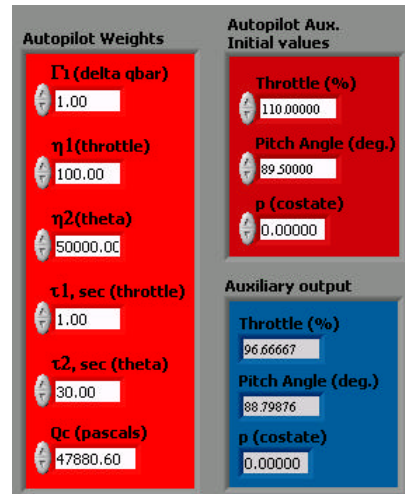 Autopilot Weights
Γ1 (delta qbar)
1.00
η1(throttle)
100.00
η2(theta)
50000.00
τ1, sec (throttle)
1.00
τ2, sec (theta)
30.00
Qc (pascals)
47880.60
Autopilot Aux.
Initial values
Throttle (%)
110.00000
Pitch Angle (deg.)
89.50000
p (costate)
0.00000
Auxiliary output
Throttle (%)
96.66667
Pitch Angle (deg.)
88.79876
p (costate)
0.00000